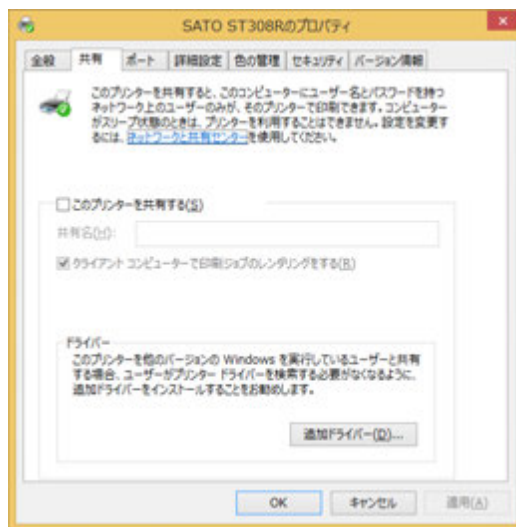 SATO ST308Rのプロパティ
全般 共有 ポート 詳細設定 色の管理 セキュリティ バージョン情報
このプリンターを共有すると、このコンピューターにユーザー名とパスワードを持つ
ネットワーク上のユーザーのみが、そのプリンターで印刷できます。コンピューター
がスリープ状態のときは、プリンターを利用することはできません。設定を変更す
るには、ネットワークと共有センターを使用してください。
このプリンターを共有する(S)
共有名(H):
クライアント コンピューターで印刷ジョブのレンダリングをする(R)
ドライバー
このプリンターを他のバージョンの Windows を実行しているユーザーと共有
する場合、ユーザーがプリンター ドライバーを検索する必要がなくなるように、
追加ドライバーをインストールすることをお勧めします。
追加ドライバー(D)...
OK キャンセル 適用(A)